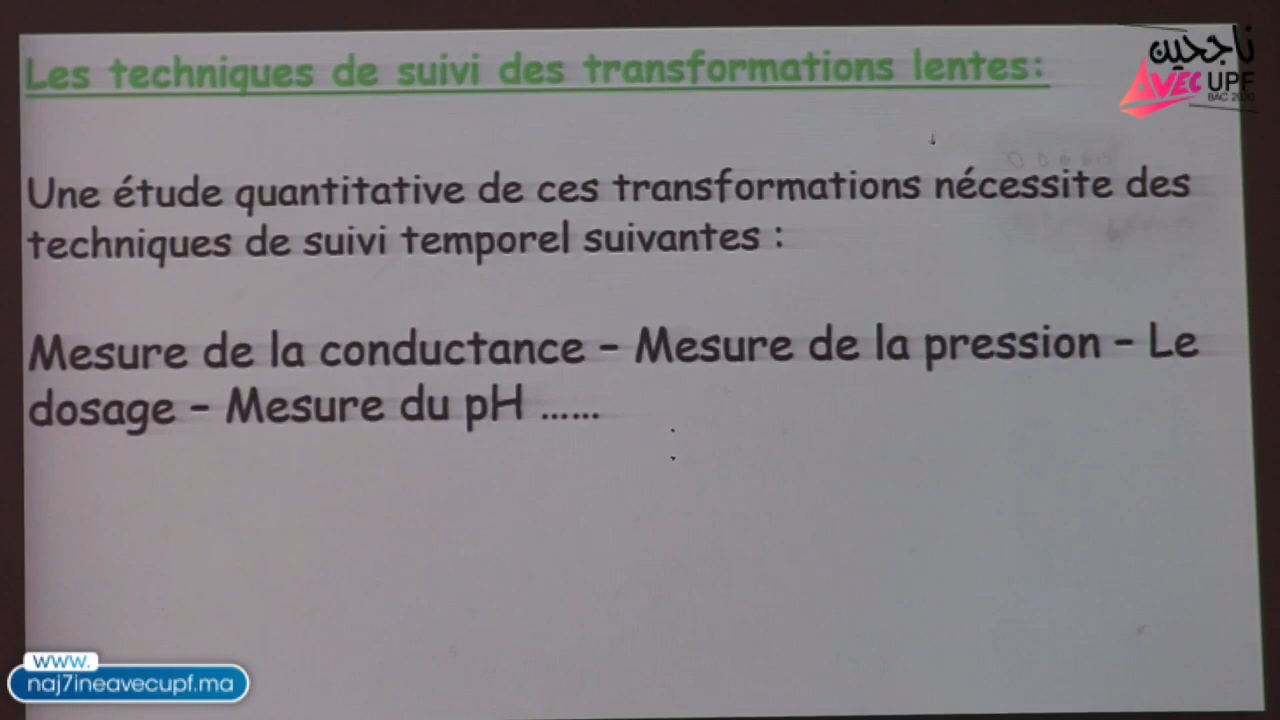 Les techniques de suivi des transformations lentes:
ناجحين
AVEC UPF
BAC 2020
Une étude quantitative de ces transformations nécessite des
techniques de suivi temporel suivantes :
Mesure de la conductance - Mesure de la pression - Le
dosage - Mesure du pH ......
www.
naj7ineavecupf.ma